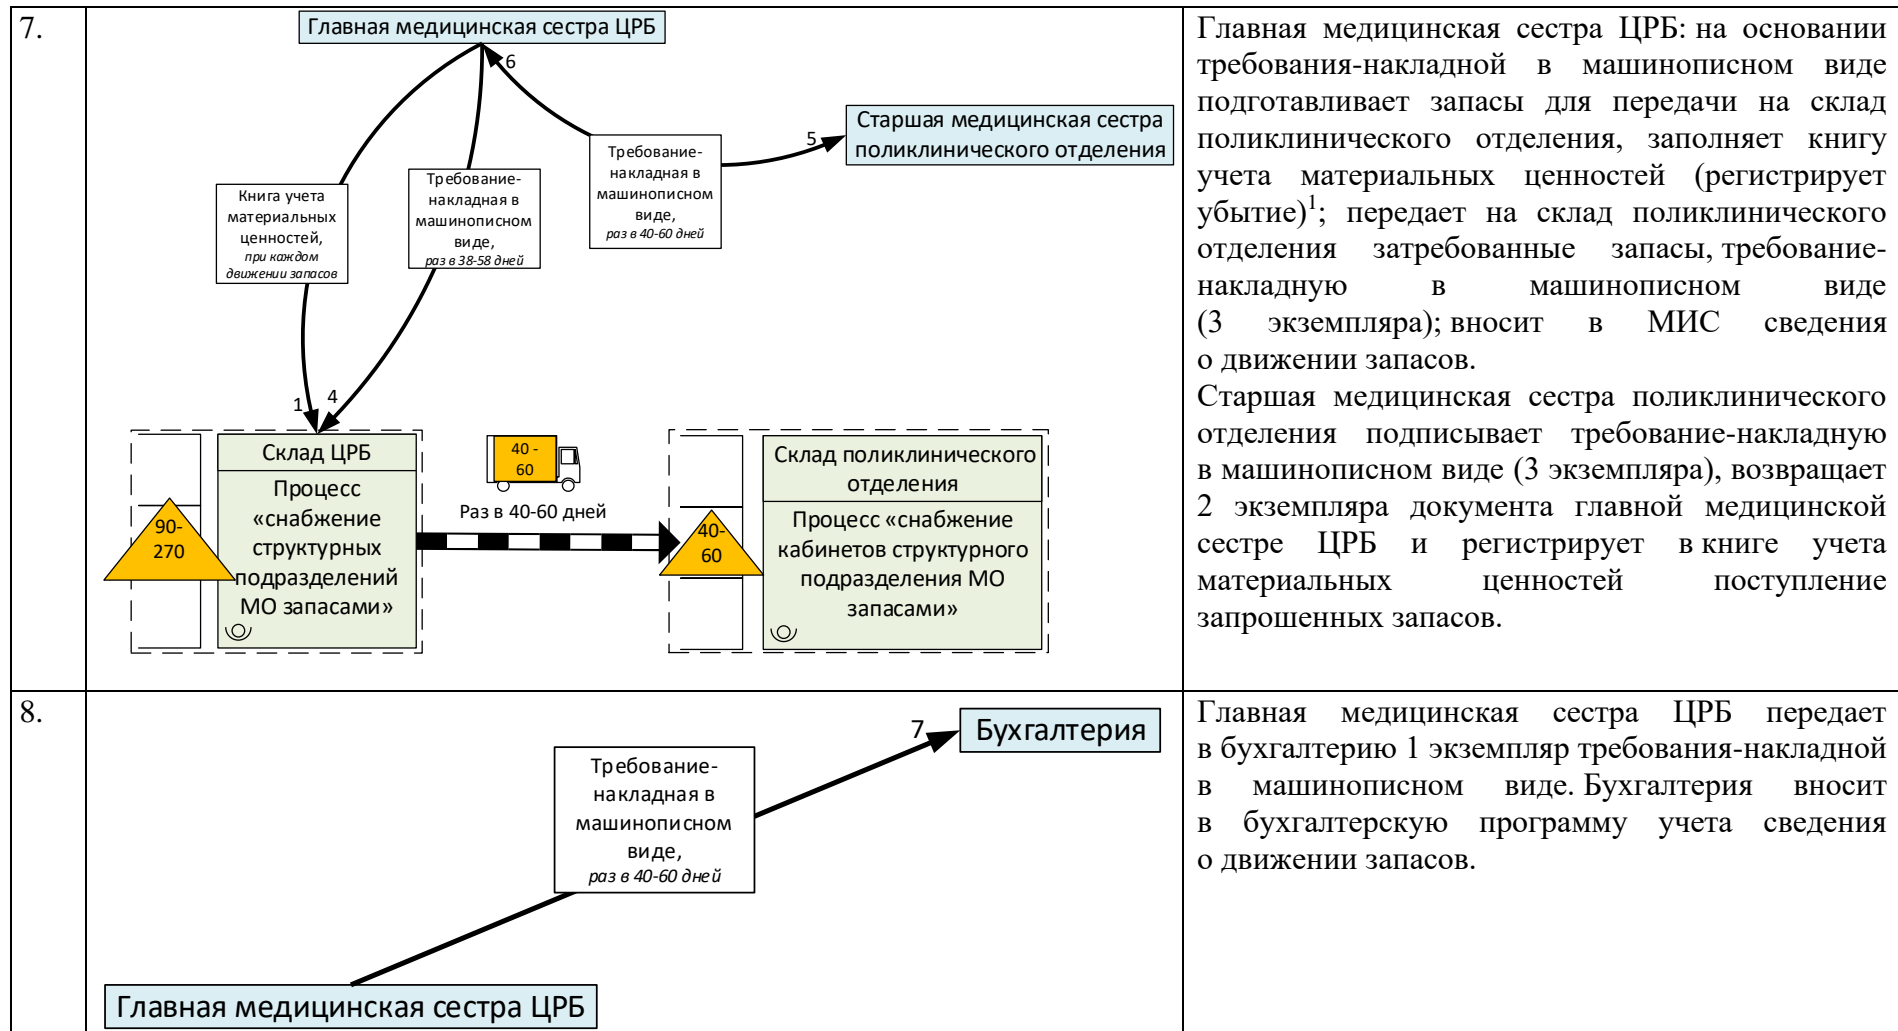 7.
Главная медицинская сестра ЦРБ
6
Старшая медицинская сестра
поликлинического отделения
5
Требование-
накладная в
машинописном
виде,
раз в 40-60 дней
Требование-
накладная в
машинописном
виде,
раз в 38-58 дней
Книга учета
материальных
ценностей,
при каждом
движении запасов
1
4
Склад ЦРБ
Процесс
«снабжение
структурных
подразделений
МО запасами»
90-
270
40 -
60
Раз в 40-60 дней
40-
60
Склад поликлинического
отделения
Процесс «снабжение
кабинетов структурного
подразделения МО
запасами»
Главная медицинская сестра ЦРБ: на основании
требования-накладной в машинописном виде
подготавливает запасы для передачи на склад
поликлинического отделения, заполняет книгу
учета материальных ценностей (регистрирует
убытие)1; передает на склад поликлинического
отделения затребованные запасы, требование-
накладную в машинописном виде
(3 экземпляра); вносит в МИС сведения
о движении запасов.
Старшая медицинская сестра поликлинического
отделения подписывает требование-накладную
в машинописном виде (3 экземпляра), возвращает
2 экземпляра документа главной медицинской
сестре ЦРБ и регистрирует в книге учета
материальных ценностей поступление
запрошенных запасов.
8.
7
Бухгалтерия
Требование-
накладная в
машинописном
виде,
раз в 40-60 дней
Главная медицинская сестра ЦРБ
Главная медицинская сестра ЦРБ передает
в бухгалтерию 1 экземпляр требования-накладной
в машинописном виде. Бухгалтерия вносит
в бухгалтерскую программу учета сведения
о движении запасов.